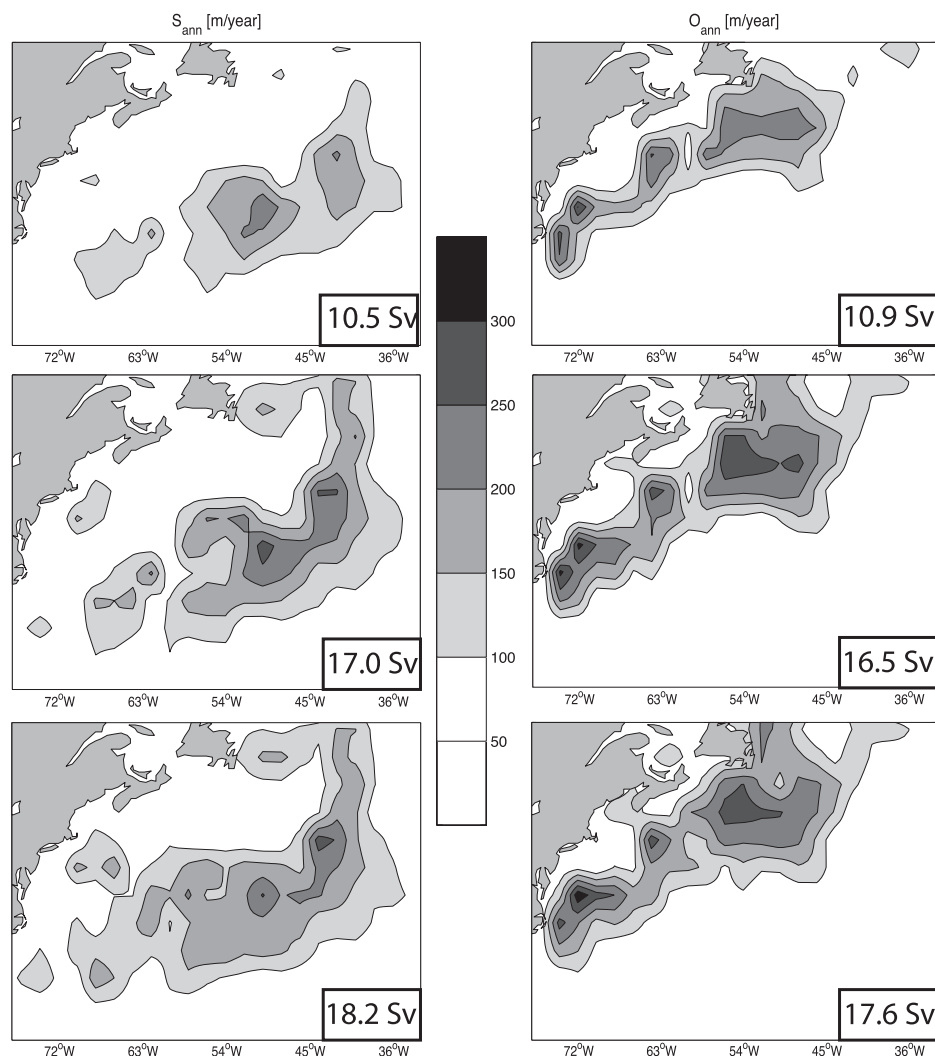 S_ann [m/year]
O_ann [m/year]
10.5 Sv
10.9 Sv
72°W 63°W 54°W 45°W 36°W
72°W 63°W 54°W 45°W 36°W
300
250
200
150
100
50
17.0 Sv
16.5 Sv
72°W 63°W 54°W 45°W 36°W
72°W 63°W 54°W 45°W 36°W
18.2 Sv
17.6 Sv
72°W 63°W 54°W 45°W 36°W
72°W 63°W 54°W 45°W 36°W